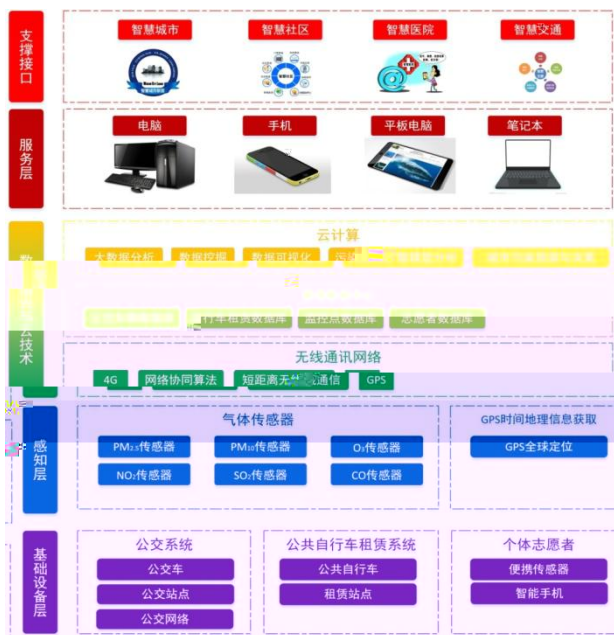 支撑接口
智慧城市
智慧社区
智慧医院
智慧交通
服务层
电脑
手机
平板电脑
笔记本
云计算
大数据分析
数据挖掘
数据可视化
行车租赁数据库
监控点数据库
志愿者数据库
云技术
无线通讯网络
4G
网络协同算法
短距离无线通信
GPS
感知层
气体传感器
PM2.5传感器
PM10传感器
O3传感器
NO2传感器
SO2传感器
CO传感器
GPS时间地理信息获取
GPS全球定位
基础设备层
公交系统
公交车
公交站点
公交网络
公共自行车租赁系统
公共自行车
租赁站点
个体志愿者
便携传感器
智能手机